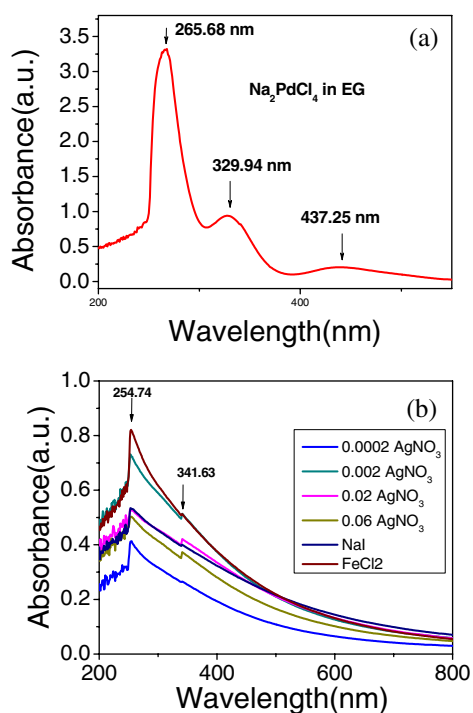 (a)
265.68 nm
Na2PdCl4 in EG
329.94 nm
437.25 nm
Absorbance(a.u.)
3.5
3.0
2.5
2.0
1.5
1.0
0.5
0.0
200
400
Wavelength(nm)
(b)
254.74
341.63
0.0002 AgNO3
0.002 AgNO3
0.02 AgNO3
0.06 AgNO3
NaI
FeCl2
Absorbance(a.u.)
1.0
0.8
0.6
0.4
0.2
0.0
200
400
600
800
Wavelength(nm)